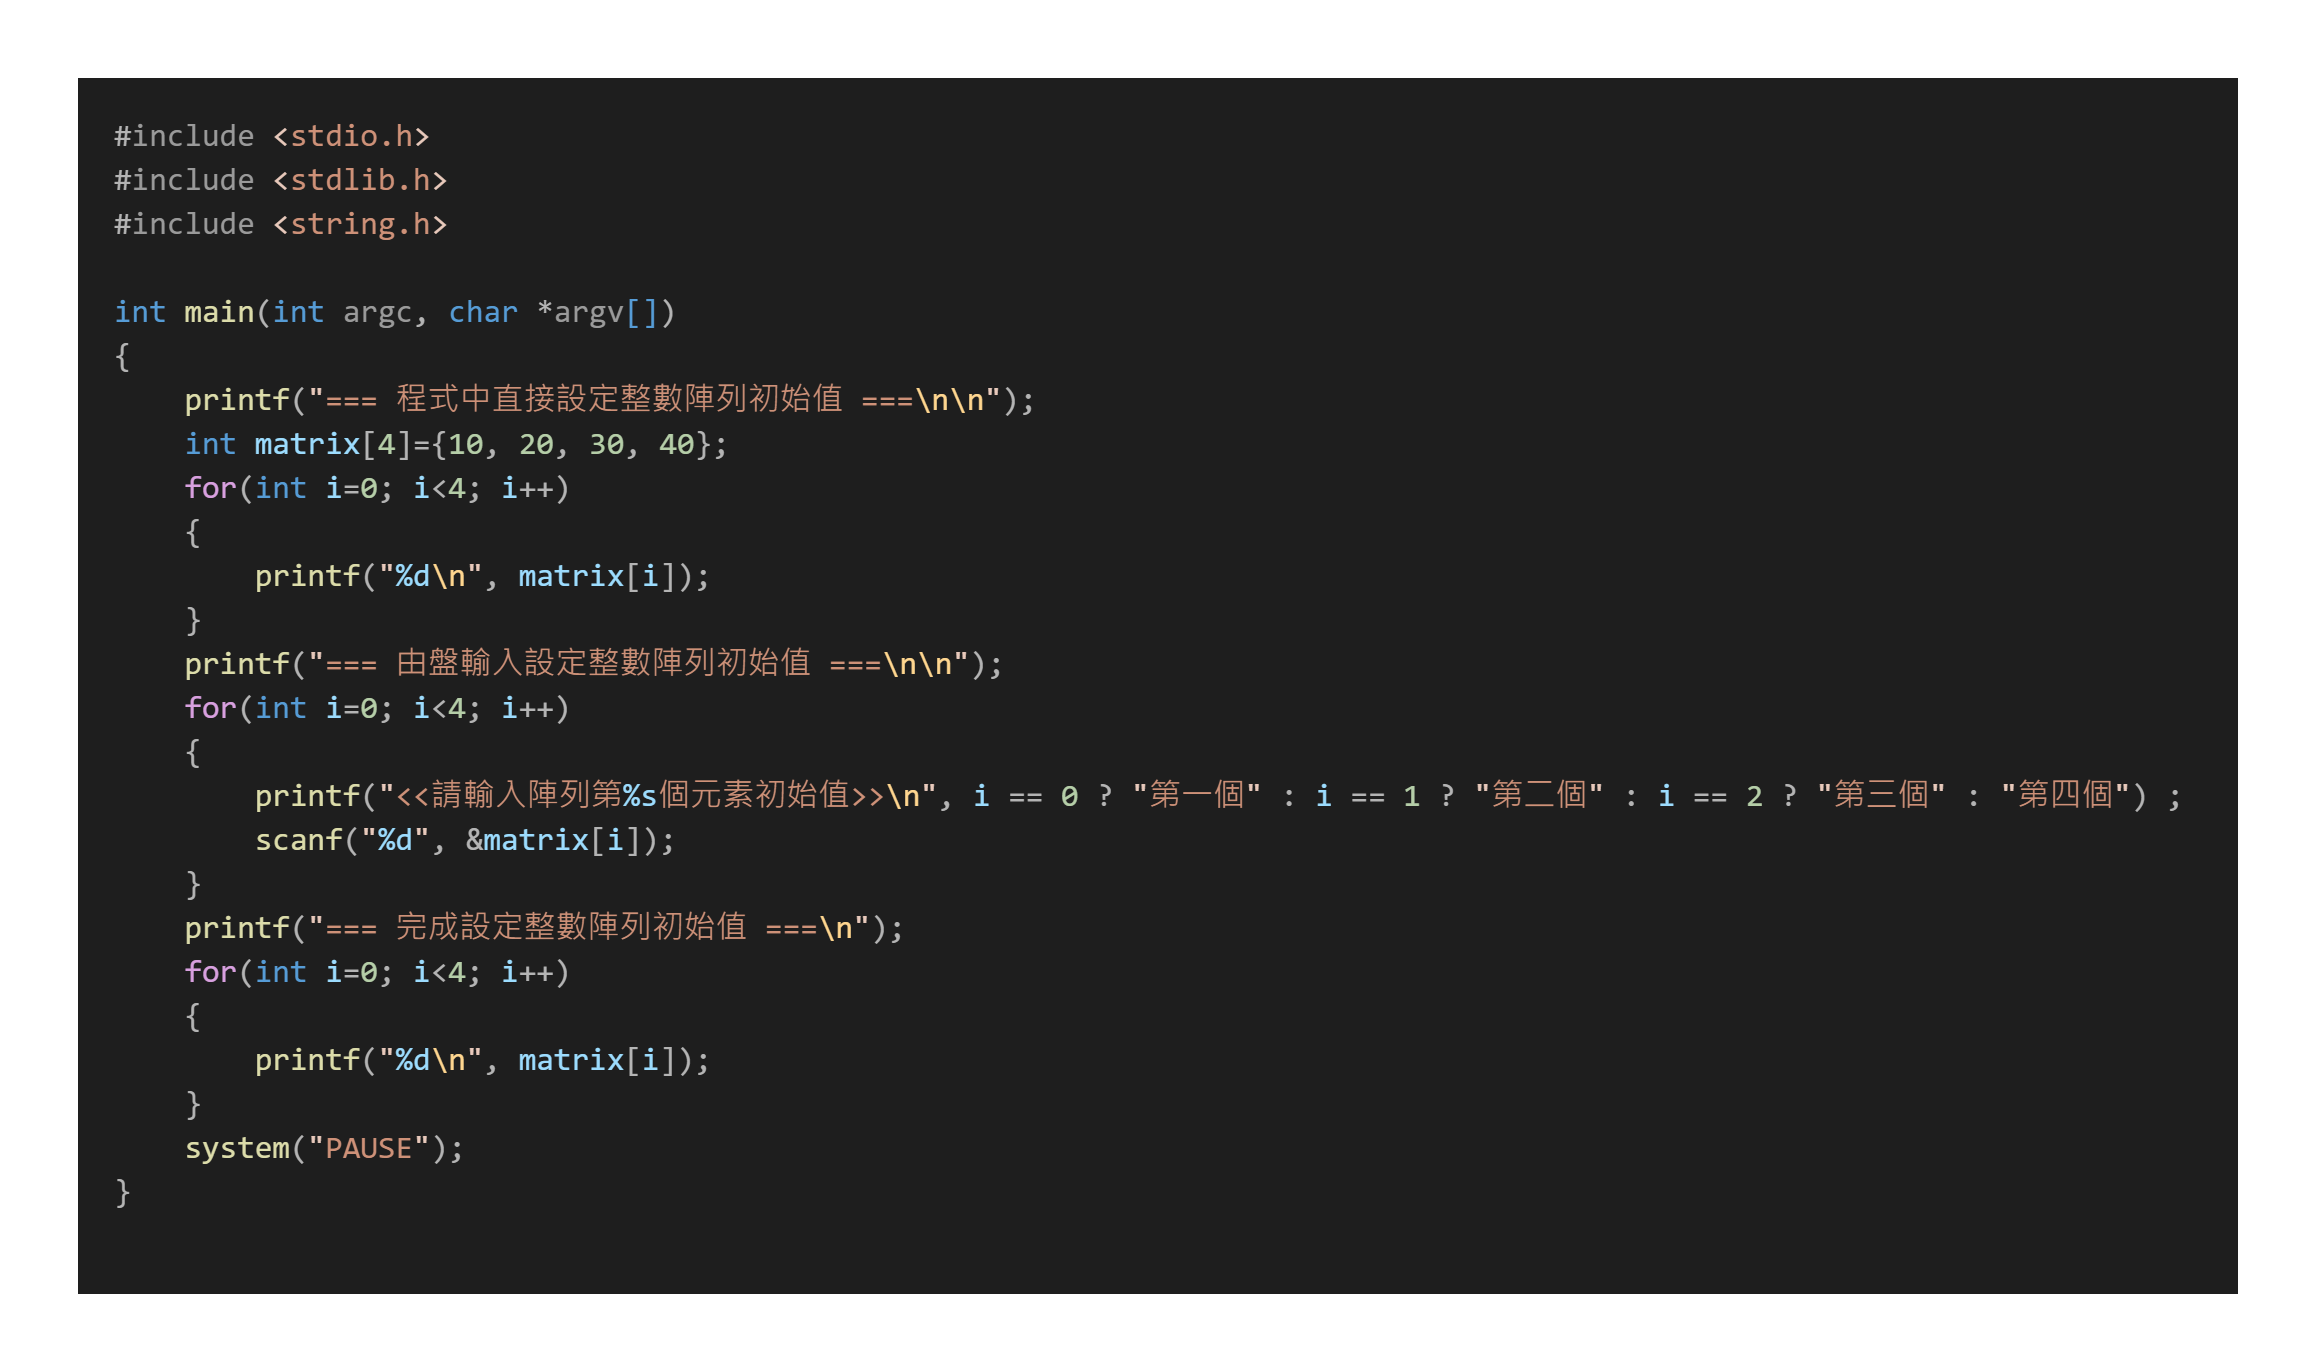 #include <stdio.h>
#include <stdlib.h>
#include <string.h>

int main(int argc, char *argv[])
{
    printf("=== 程式中直接設定整數陣列初始值 ===\n\n");
    int matrix[4]={10, 20, 30, 40};
    for(int i=0; i<4; i++)
    {
        printf("%d\n", matrix[i]);
    }
    printf("=== 由盤輸入設定整數陣列初始值 ===\n\n");
    for(int i=0; i<4; i++)
    {
        printf("<<請輸入陣列第%s個元素初始值>>\n", i == 0 ? "第一個" : i == 1 ? "第二個" : i == 2 ? "第三個" : "第四個") ;
        scanf("%d", &matrix[i]);
    }
    printf("=== 完成設定整數陣列初始值 ===\n");
    for(int i=0; i<4; i++)
    {
        printf("%d\n", matrix[i]);
    }
    system("PAUSE");
}